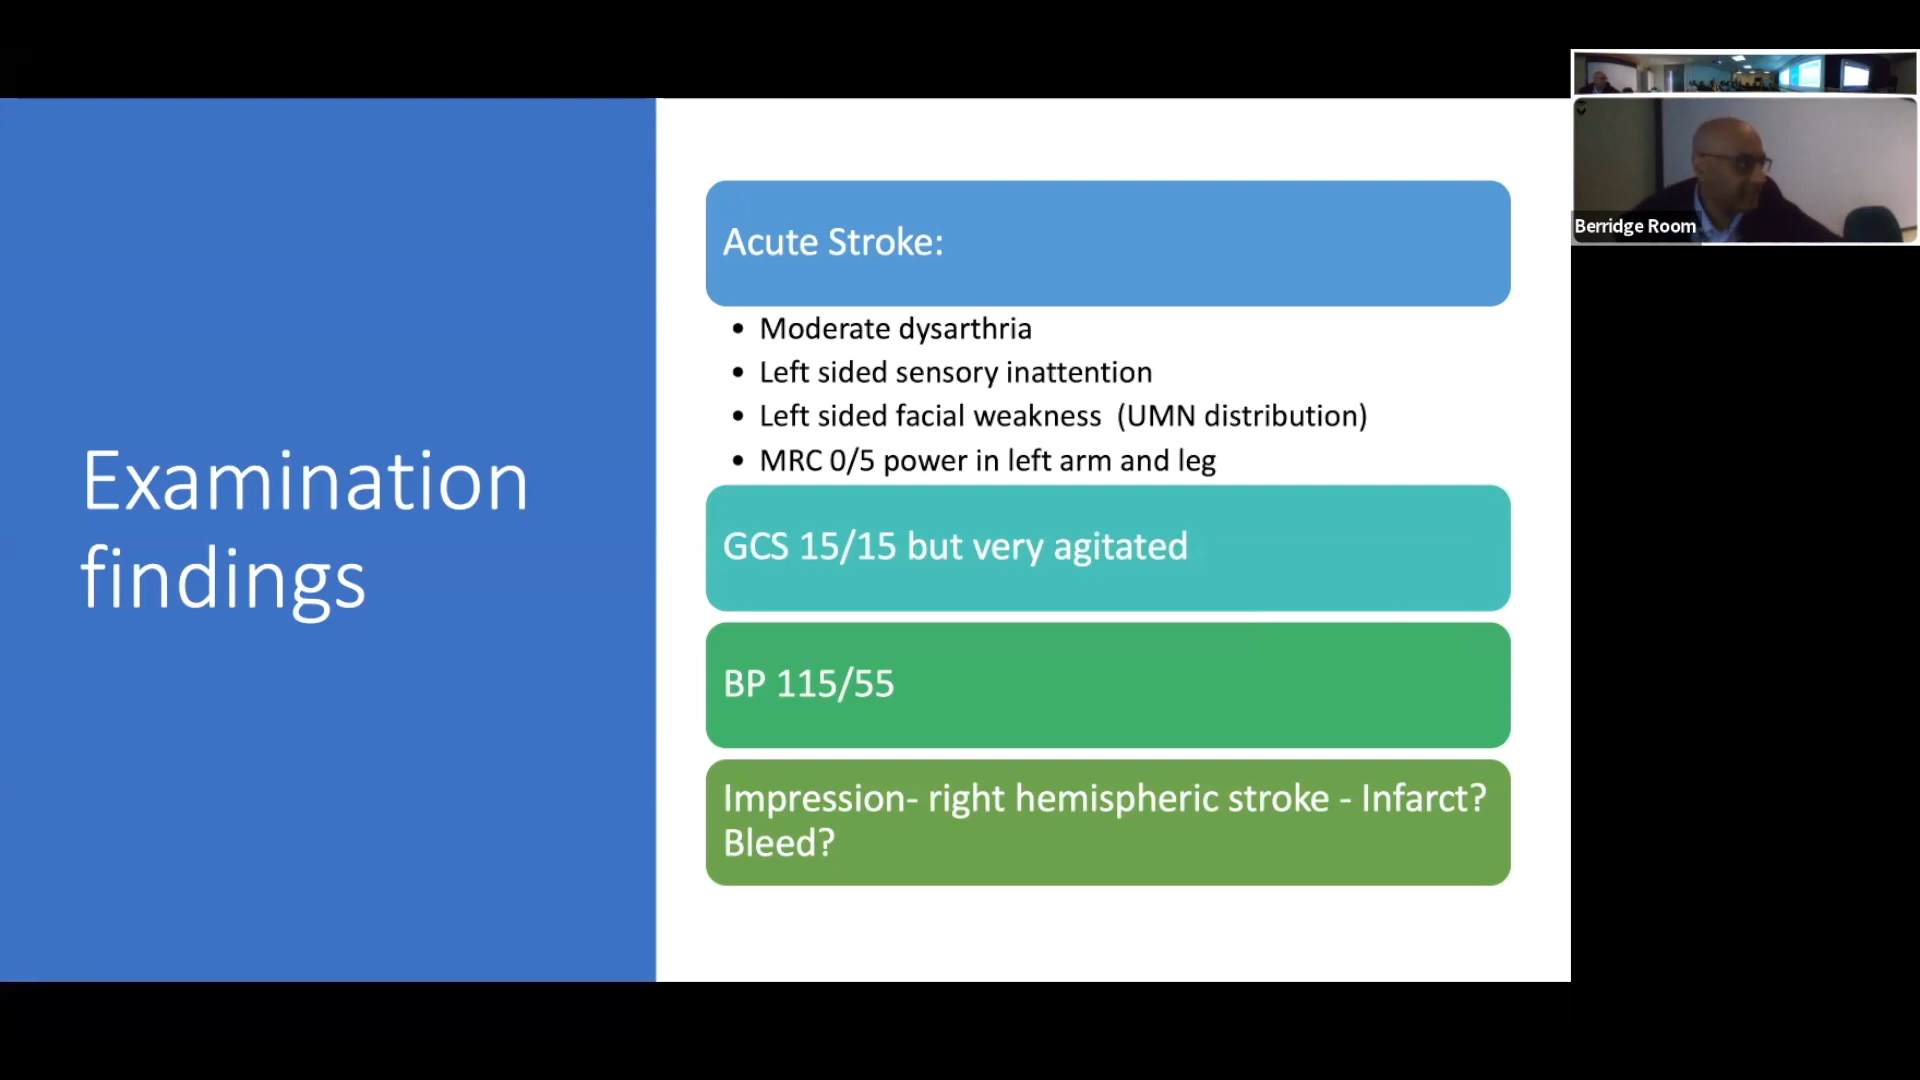 Examination
findings
Acute Stroke:
• Moderate dysarthria
• Left sided sensory inattention
• Left sided facial weakness (UMN distribution)
• MRC 0/5 power in left arm and leg
GCS 15/15 but very agitated
BP 115/55
Impression- right hemispheric stroke - Infarct?
Bleed?
Berridge Room